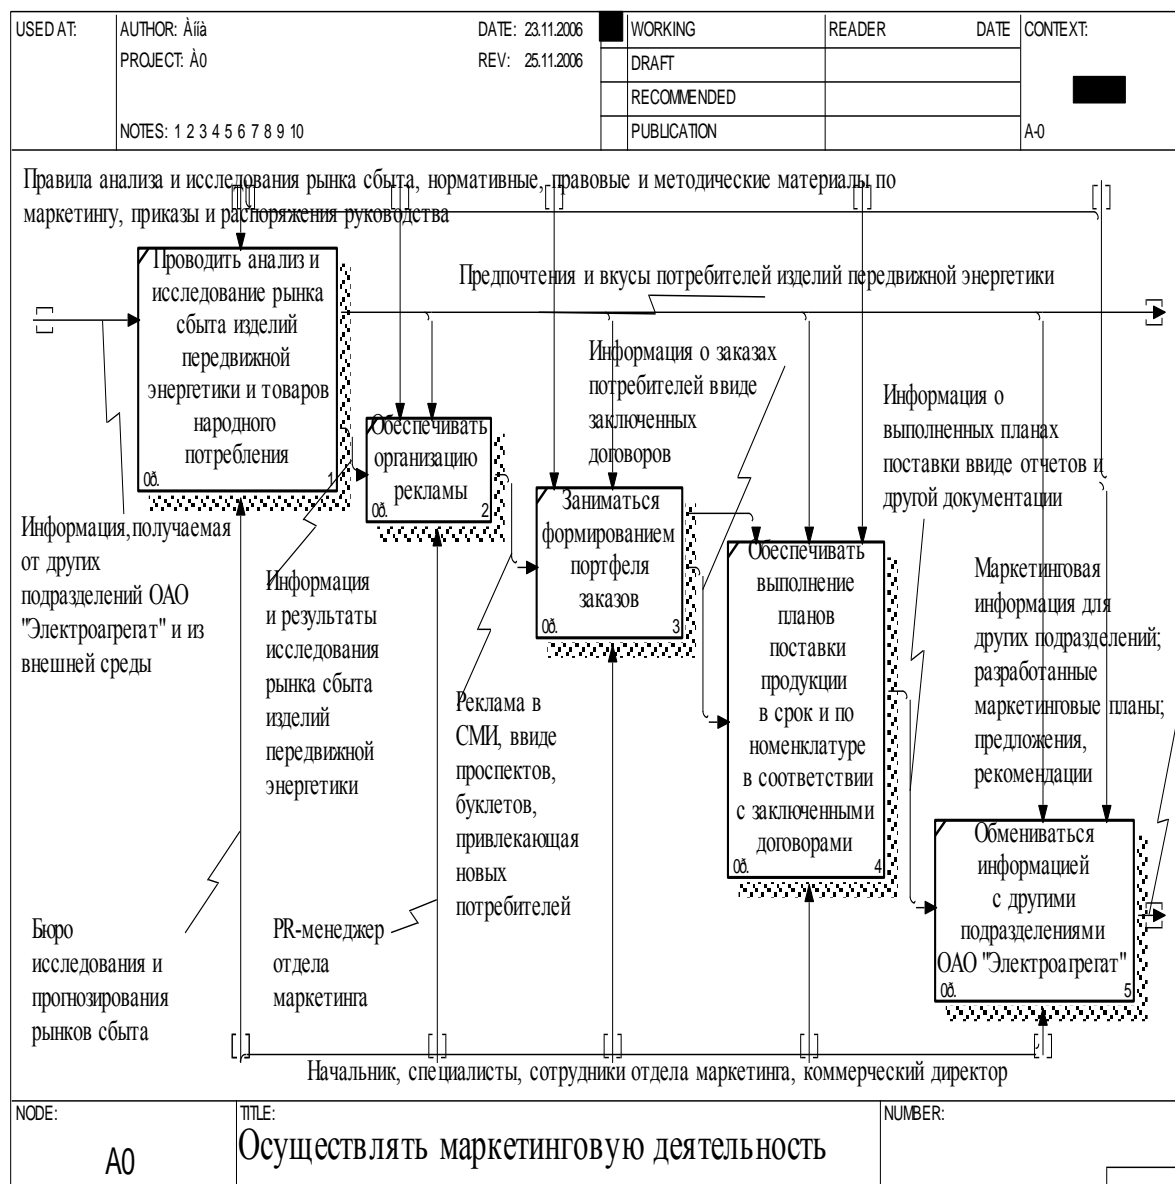 USED AT:
AUTHOR: Àííà
DATE: 23.11.2006
PROJECT: À0
REV: 25.11.2006
NOTES: 1 2 3 4 5 6 7 8 9 10
WORKING
DRAFT
RECOMMENDED
PUBLICATION
READER
DATE
CONTEXT:
A-0
Правила анализа и исследования рынка сбыта, нормативные, правовые и методические материалы по
маркетингу, приказы и распоряжения руководства
Проводить анализ и
исследование рынка
сбыта изделий
передвижной
энергетики и товаров
народного
потребления
0ð.
1
Предпочтения и вкусы потребителей изделий передвижной энергетики
Информация о заказах
потребителей ввиде
заключенных
договоров
Информация о
выполненных планах
поставки ввиде отчетов и
другой документации
Обеспечивать
организацию
рекламы
0ð.
2
Заниматься
формированием
портфеля
заказов
0ð.
3
Обеспечивать
выполнение
планов
поставки
продукции
в срок и по
номенклатуре
в соответствии
с заключенными
договорами
0ð.
4
Информация,получаемая
от других
подразделений ОАО
"Электроагрегат" и из
внешней среды
Информация
и результаты
исследования
рынка сбыта
изделий
передвижной
энергетики
Реклама в
СМИ, ввиде
проспектов,
буклетов,
привлекающая
новых
потребителей
Маркетинговая
информация для
других подразделений;
разработанные
маркетинговые планы;
предложения,
рекомендации
Обмениваться
информацией
с другими
подразделениями
ОАО "Электроагрегат"
0ð.
5
Бюро
исследования и
прогнозирования
рынков сбыта
PR-менеджер
отдела
маркетинга
Начальник, специалисты, сотрудники отдела маркетинга, коммерческий директор
NODE:
A0
TITLE:
Осуществлять маркетинговую деятельность
NUMBER: